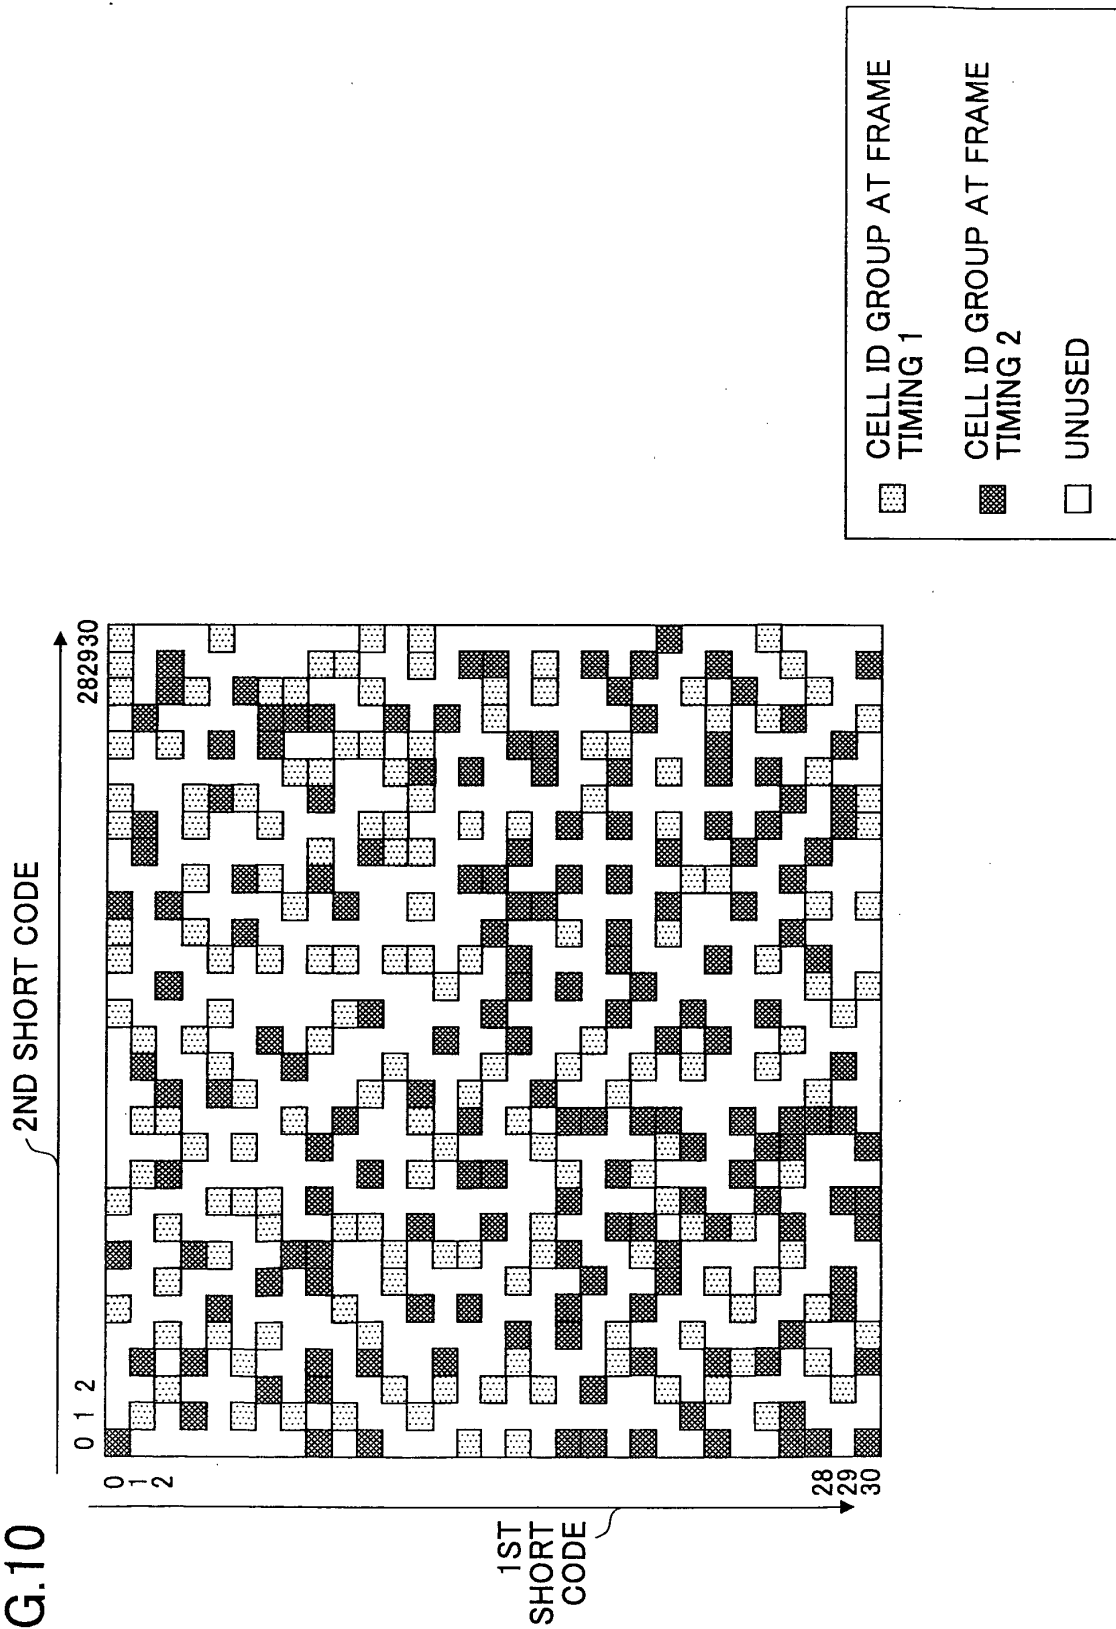 G.10
2ND SHORT CODE
0 1 2
282930
0
1
2
28
29
30
1ST
SHORT
CODE
CELL ID GROUP AT FRAME
TIMING 1
CELL ID GROUP AT FRAME
TIMING 2
UNUSED